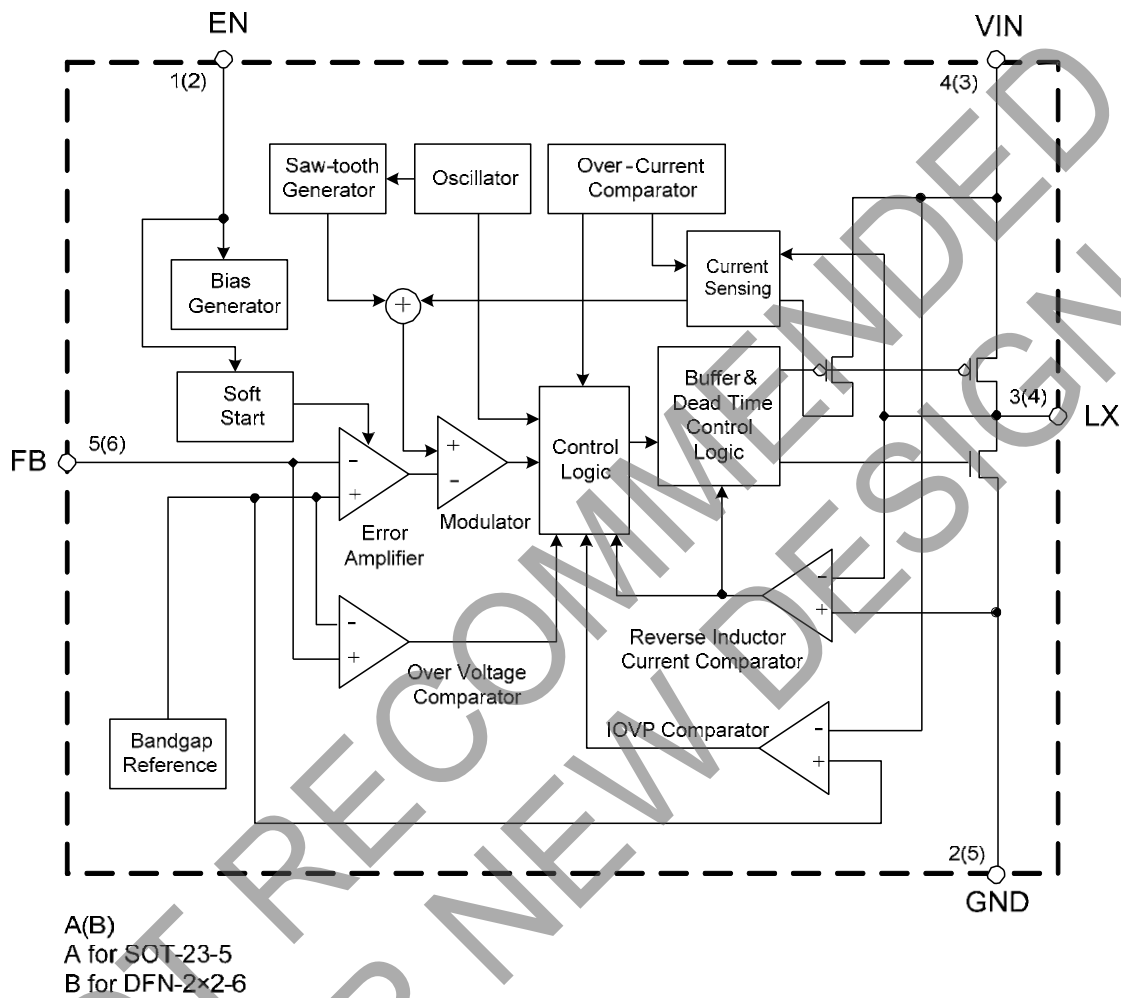 EN
VIN
1(2)
4(3)
Saw-tooth
Generator
Oscillator
Over-Current
Comparator
Bias
Generator
+
Current
Sensing
Soft
Start
Buffer &
Dead Time
Control
Logic
3(4)
LX
FB
5(6)
-
+
Error
Amplifier
+
-
Modulator
Control
Logic
-
+
Reverse Inductor
Current Comparator
-
+
Over Voltage
Comparator
Bandgap
Reference
IOVP Comparator
-
+
2(5)
GND
A(B)
A for SOT-23-5
B for DFN-2×2-6
OT RECOMMENDED
R NEW DESIGN